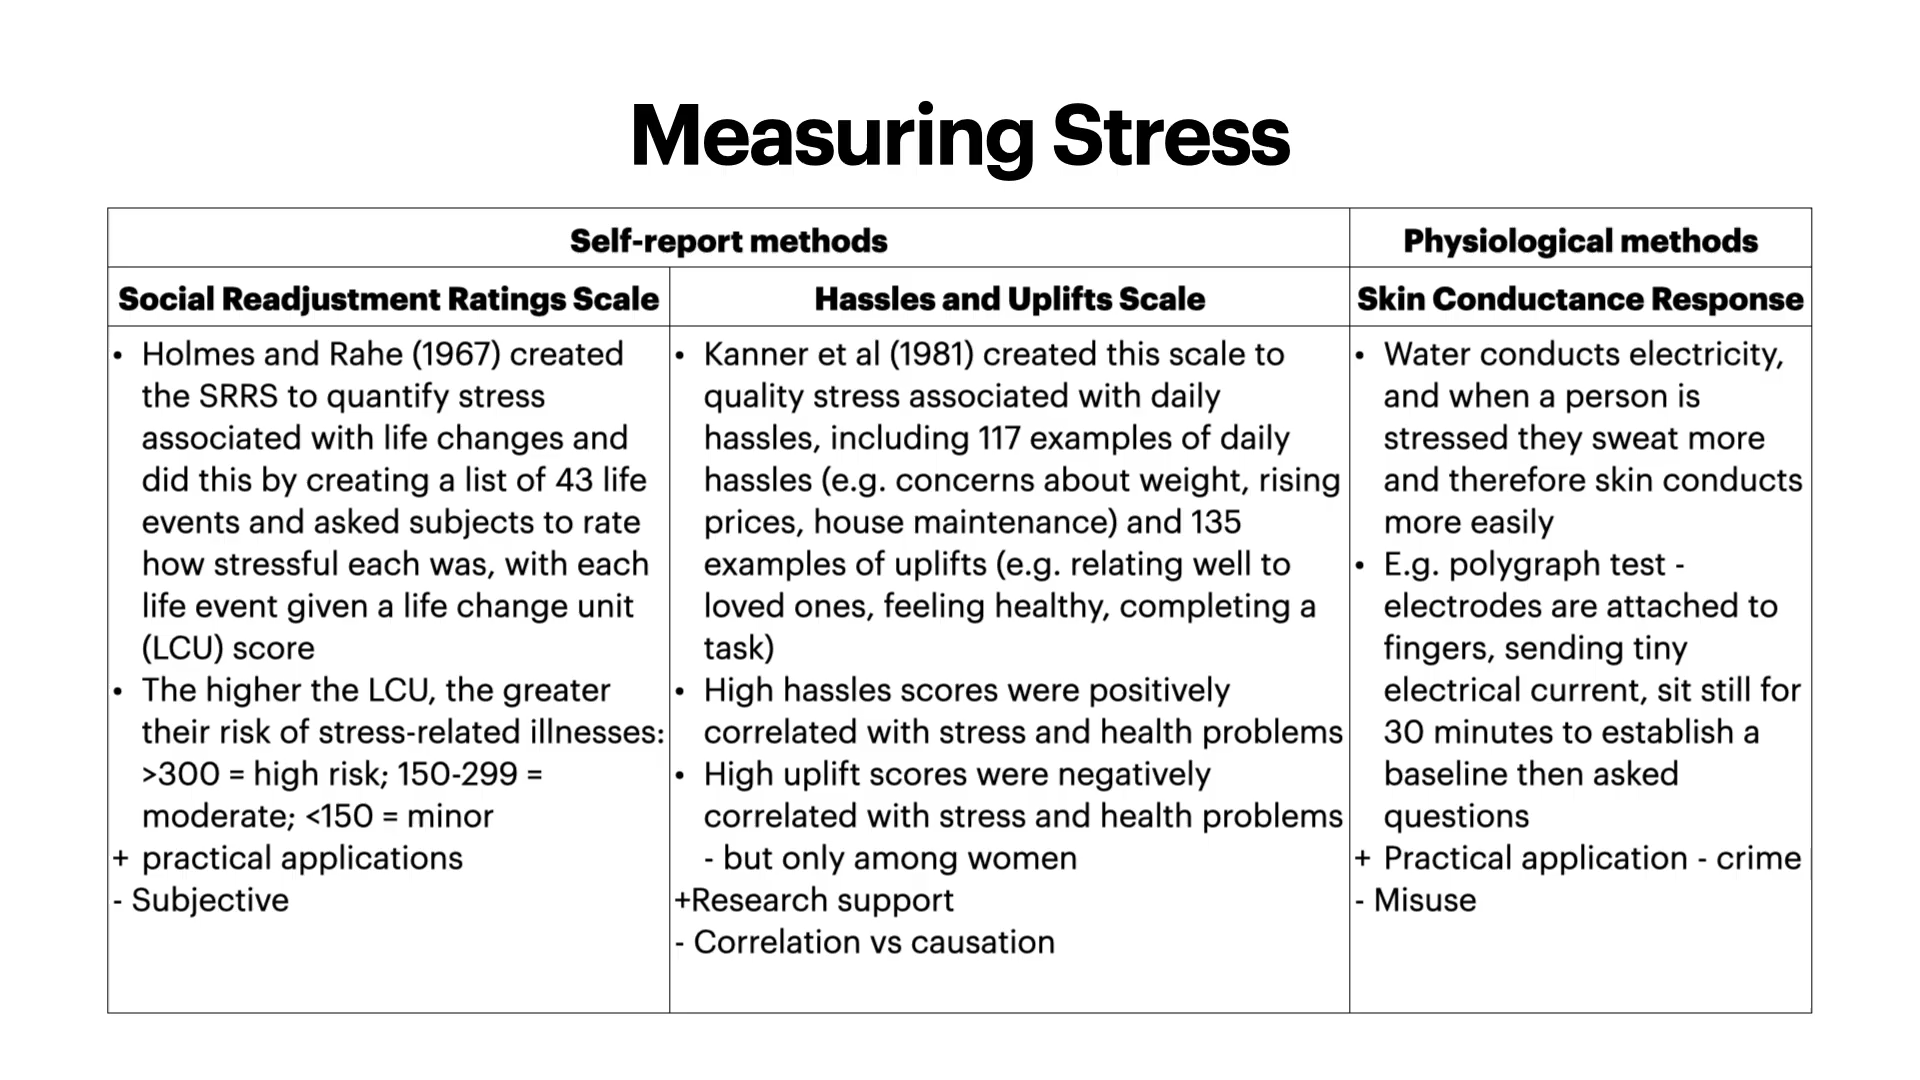 Measuring Stress
Self-report methods
Physiological methods
Social Readjustment Ratings Scale
Hassles and Uplifts Scale
Skin Conductance Response
• Holmes and Rahe (1967) created
the SRRS to quantify stress
associated with life changes and
did this by creating a list of 43 life
events and asked subjects to rate
how stressful each was, with each
life event given a life change unit
(LCU) score
• The higher the LCU, the greater
their risk of stress-related illnesses:
>300 = high risk; 150-299 =
moderate; <150 = minor
+ practical applications
- Subjective
• Kanner et al (1981) created this scale to
quality stress associated with daily
hassles, including 117 examples of daily
hassles (e.g. concerns about weight, rising
prices, house maintenance) and 135
examples of uplifts (e.g. relating well to
loved ones, feeling healthy, completing a
task)
• High hassles scores were positively
correlated with stress and health problems
• High uplift scores were negatively
correlated with stress and health problems
- but only among women
+Research support
- Correlation vs causation
• Water conducts electricity,
and when a person is
stressed they sweat more
and therefore skin conducts
more easily
• E.g. polygraph test -
electrodes are attached to
fingers, sending tiny
electrical current, sit still for
30 minutes to establish a
baseline then asked
questions
+ Practical application - crime
- Misuse